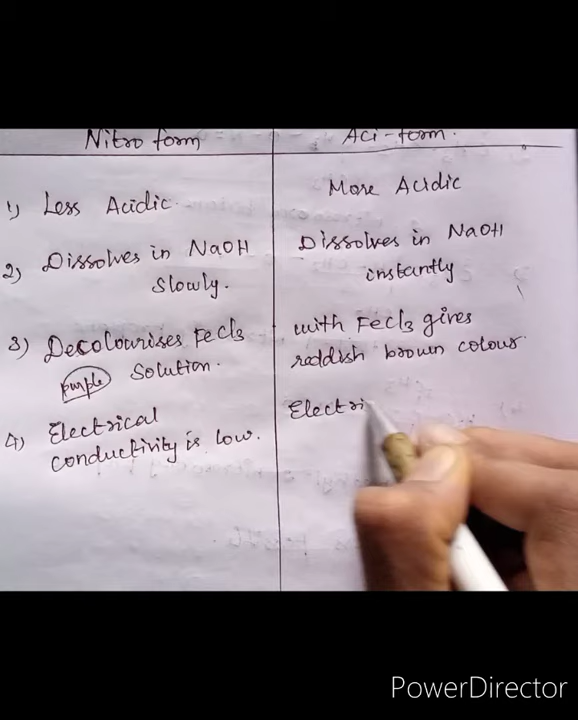 Nitro form
Aci-form.
1) Less Acidic.
More Acidic
2) Dissolves in NaOH
slowly.
Dissolves in NaOH
instantly
3) Decolourises FeCl3
purple solution.
with FeCl3 gives
reddish brown colour.
4) Electrical
conductivity is low.
Electri
PowerDirector